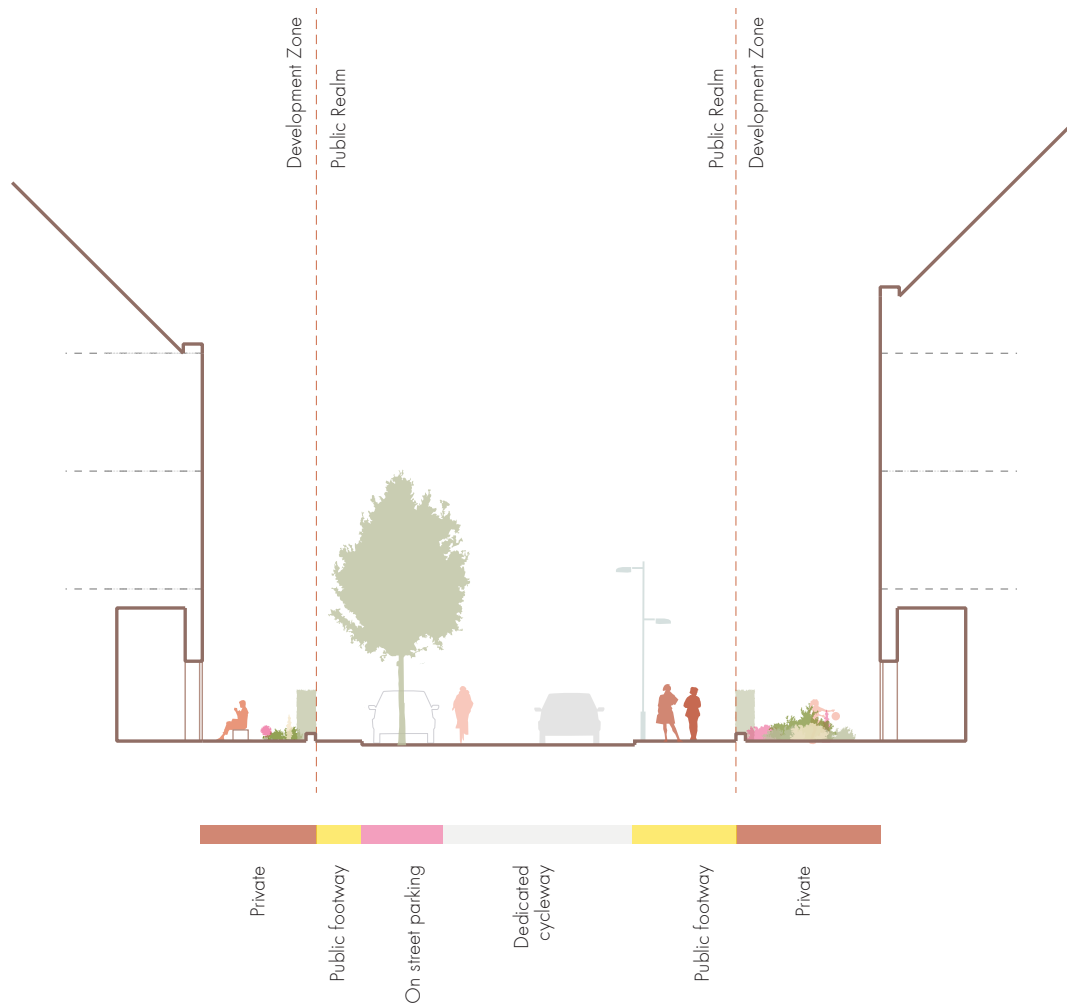 Development Zone
Public Realm
Public Realm
Development Zone
Private
Public footway
On street parking
Dedicated
cycleway
Public footway
Private